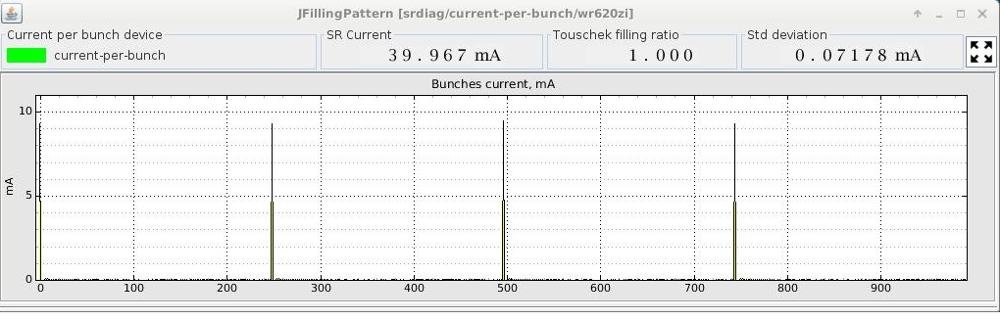 JFillingPattern [srdiag/current-per-bunch/wr620zi]
Current per bunch device
current-per-bunch
SR Current
39.967 mA
Touschek filling ratio
1.000
Std deviation
0.07178 mA
Bunches current, mA
10
5
0
mA
0 100 200 300 400 500 600 700 800 900